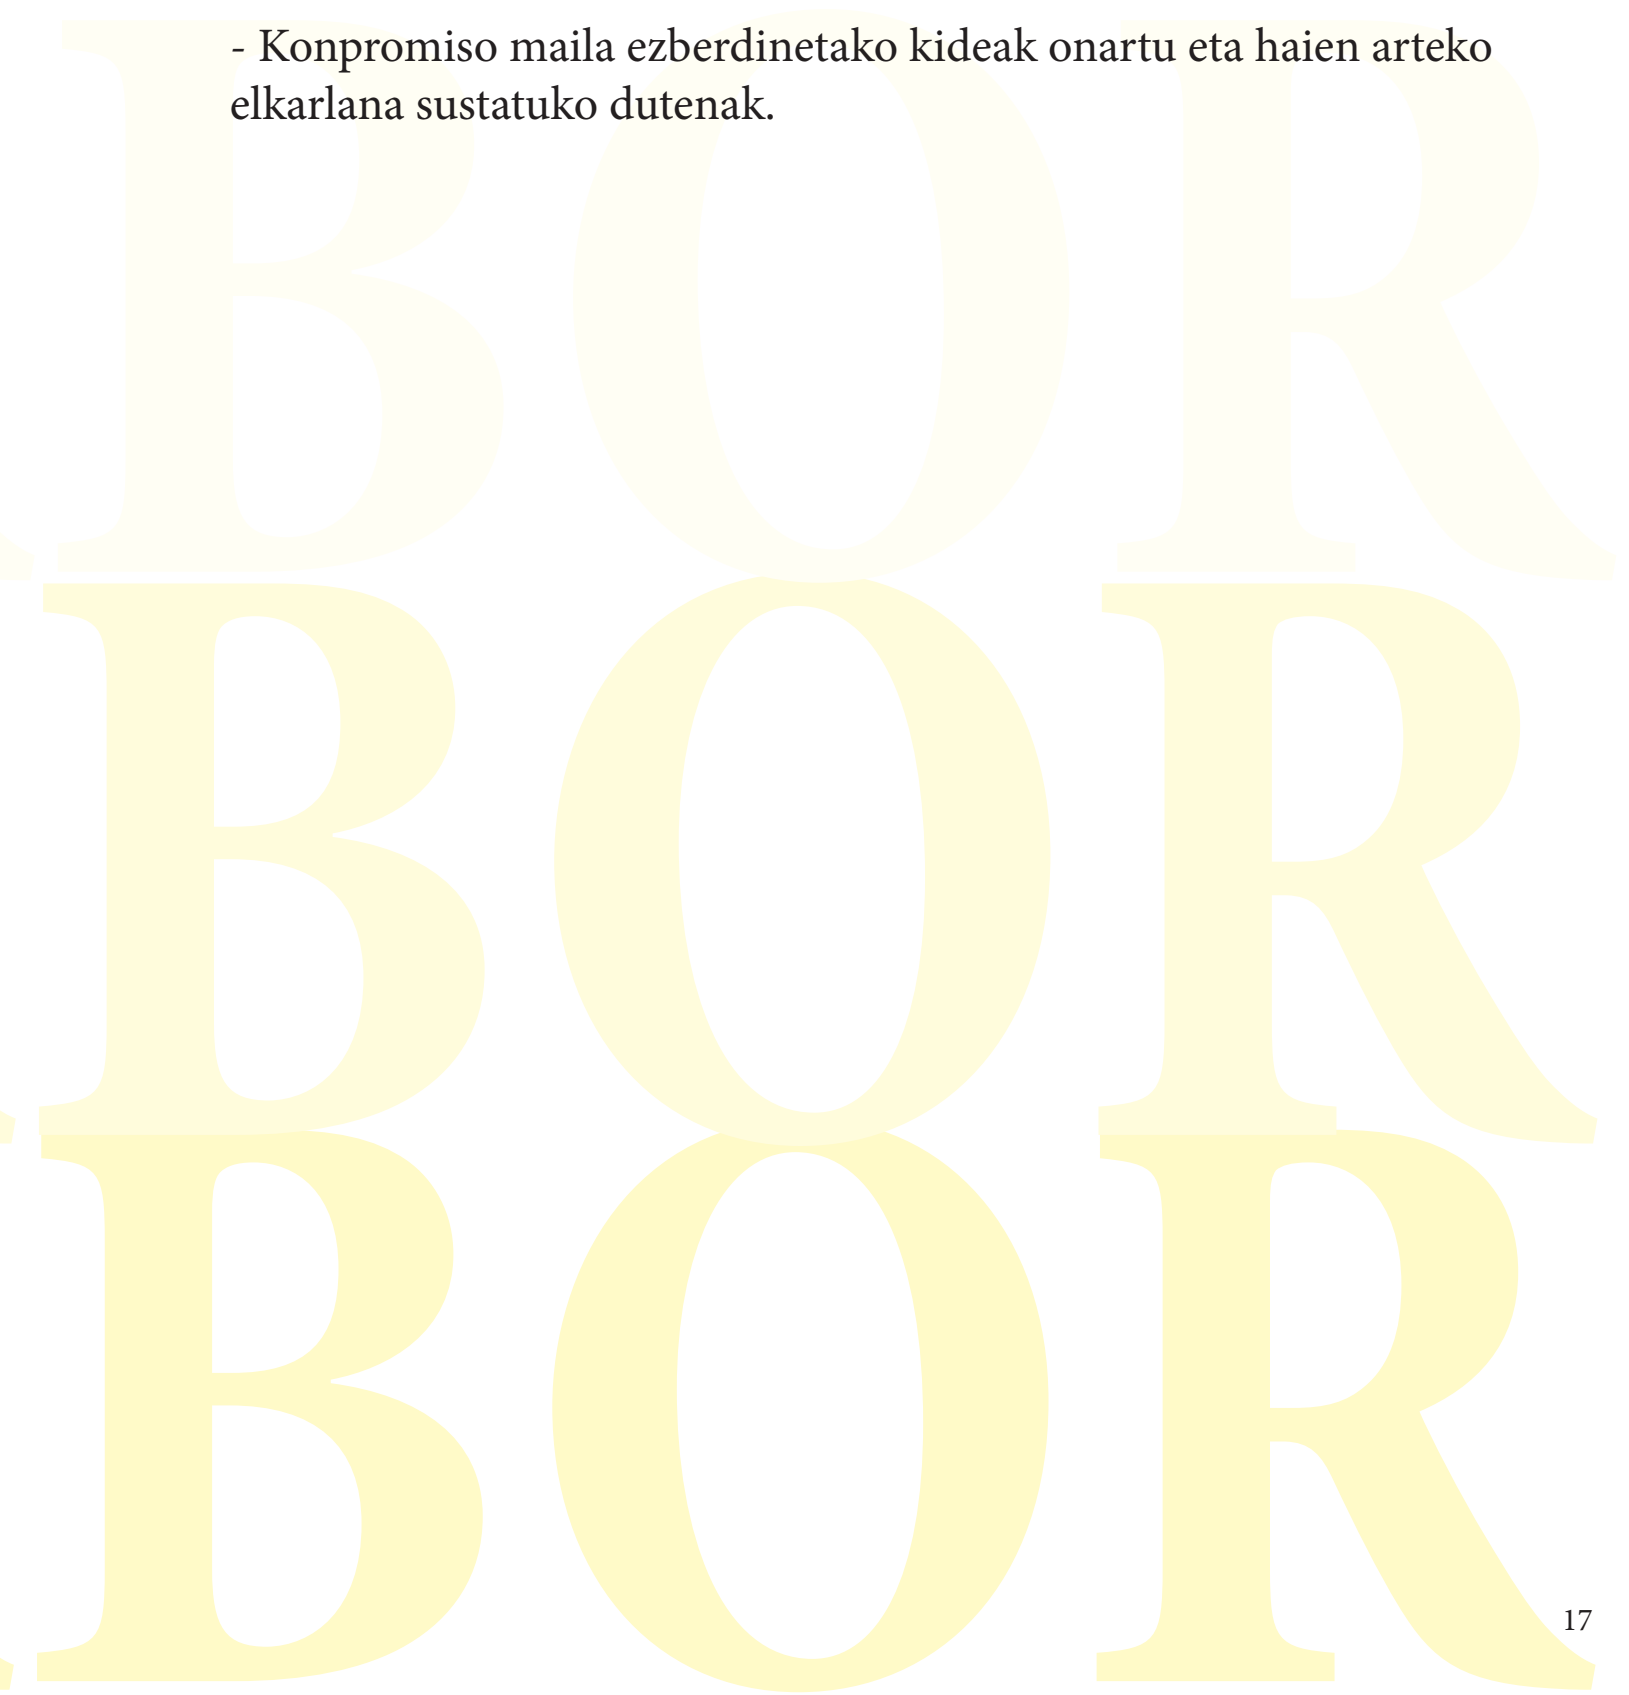 - Konpromiso maila ezberdinetako kideak onartu eta haien arteko
elkarlana sustatuko dutenak.
BOR
BOR
BOR
17